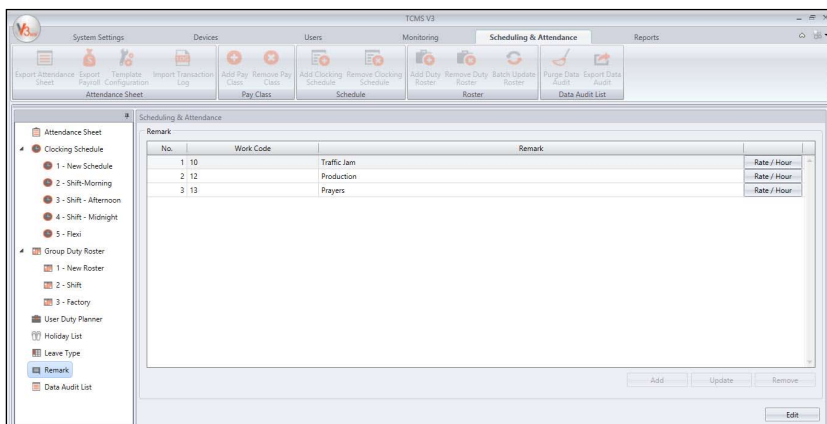 TCMS V3
V3
System Settings Devices Users Monitoring Scheduling & Attendance Reports
Export Attendance Sheet Export Payroll Template Configuration Import Transaction Log Add Pay Class Remove Pay Class Add Clocking Schedule Remove Clocking Schedule Add Duty Roster Remove Duty Roster Batch Update Roster Purge Data Audit Export Data Audit
Attendance Sheet Pay Class Schedule Roster Data Audit List
Attendance Sheet
Clocking Schedule
1 - New Schedule
2 - Shift-Morning
3 - Shift - Afternoon
4 - Shift - Midnight
5 - Flexi
Group Duty Roster
1 - New Roster
2 - Shift
3 - Factory
User Duty Planner
Holiday List
Leave Type
Remark
Data Audit List
Scheduling & Attendance
Remark
No. Work Code Remark
1 10 Traffic Jam Rate / Hour
2 12 Production Rate / Hour
3 13 Prayers Rate / Hour
Add Update Remove
Edit